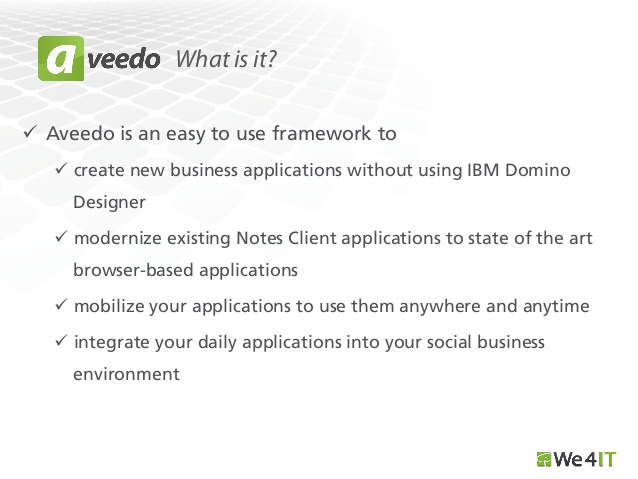 aveedo What is it?
✓ Aveedo is an easy to use framework to
✓ create new business applications without using IBM Domino
Designer
✓ modernize existing Notes Client applications to state of the art
browser-based applications
✓ mobilize your applications to use them anywhere and anytime
✓ integrate your daily applications into your social business
environment
We4IT